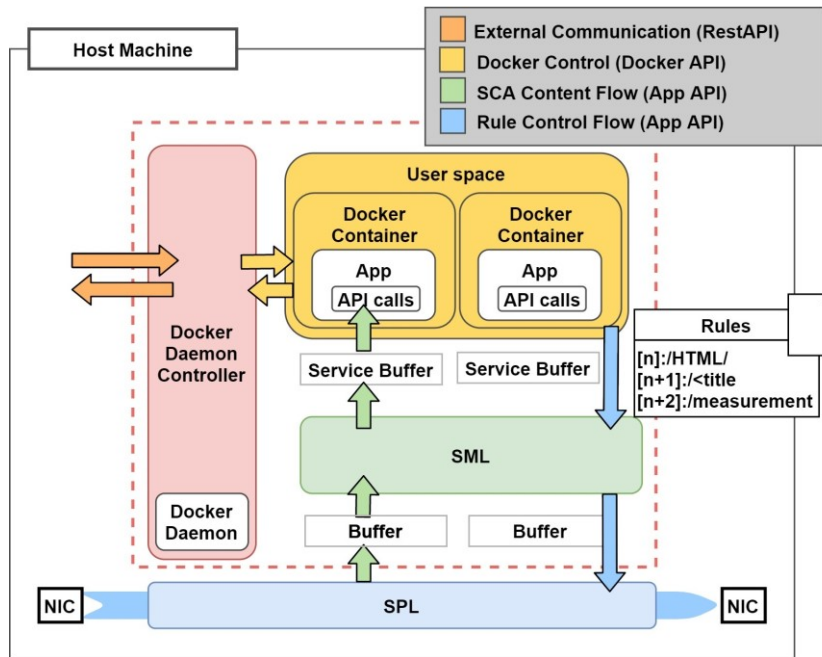 Host Machine
External Communication (RestAPI)
Docker Control (Docker API)
SCA Content Flow (App API)
Rule Control Flow (App API)
User space
Docker
Container
App
API calls
Docker
Container
App
API calls
Docker
Daemon
Controller
Rules
[n]:/HTML/
[n+1]:/<title
[n+2]:/measurement
Service Buffer
Service Buffer
SML
Docker
Daemon
Buffer
Buffer
NIC
SPL
NIC